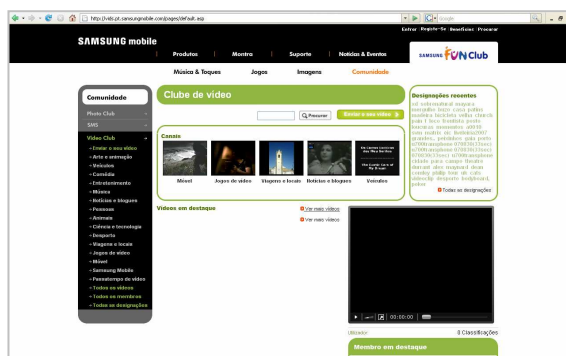 http://vids.pt.samsungmobile.com/pages/default.asp
Google
Entrar | Registe-Se | Benefícios | Procurar
SAMSUNG mobile
Produtos | Montra | Suporte | Notícias & Eventos
SAMSUNG FUN Club
Música & Toques Jogos Imagens Comunidade
Comunidade
Photo Club
SMS
Video Club
Enviar o seu vídeo
Arte e animação
Veículos
Comédia
Entretenimento
Música
Notícias e blogues
Pessoas
Animais
Ciência e tecnologia
Desporto
Viagens e locais
Jogos de vídeo
Móvel
Samsung Mobile
Passatempo de vídeo
Todos os vídeos
Todos os membros
Todas as designações
Clube de vídeo
Procurar
Enviar o seu vídeo
Canais
Móvel
Jogos de vídeo
Viagens e locais
Notícias e blogues
Veículos
Vídeos em destaque
Ver mais vídeos
Ver mais vídeos
00:00:00
Utilizador:
0 Classificações
Membro em destaque
Designações recentes
Todas as designações